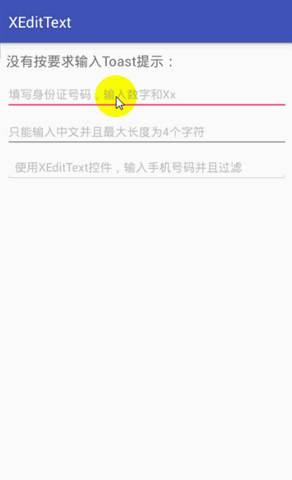 XEditText
没有按要求输入Toast提示：
填写身份证号码，输入数字和Xx
只能输入中文并且最大长度为4个字符
使用XEditText控件，输入手机号码并且过滤